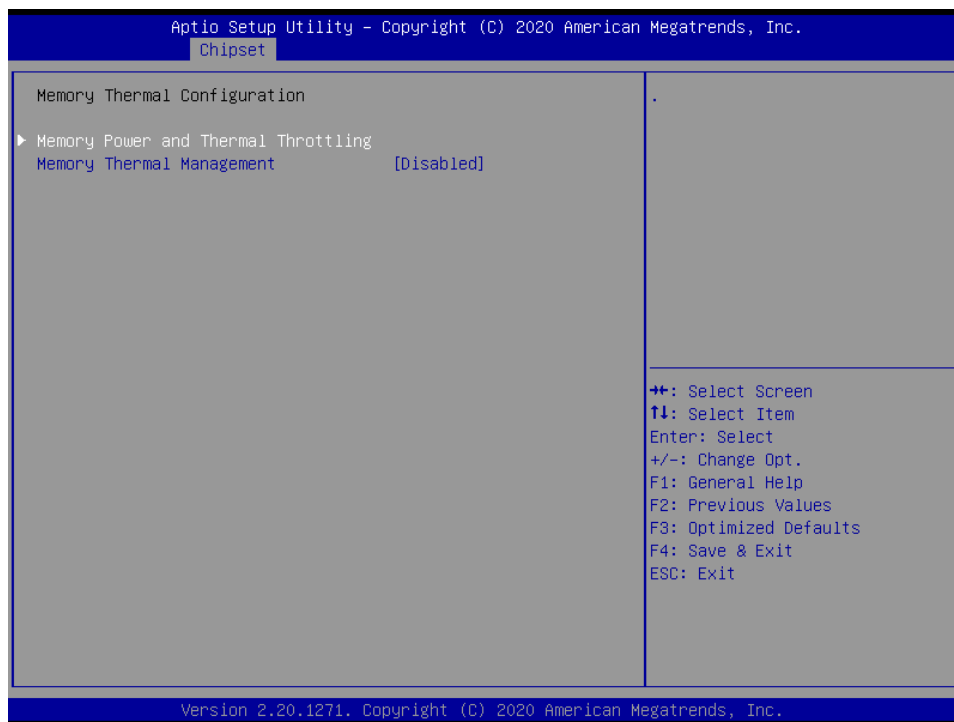 Aptio Setup Utility – Copyright (C) 2020 American Megatrends, Inc.
Chipset
Memory Thermal Configuration
.
▶ Memory Power and Thermal Throttling
Memory Thermal Management [Disabled]
→←: Select Screen
↑↓: Select Item
Enter: Select
+/-: Change Opt.
F1: General Help
F2: Previous Values
F3: Optimized Defaults
F4: Save & Exit
ESC: Exit
Version 2.20.1271. Copyright (C) 2020 American Megatrends, Inc.